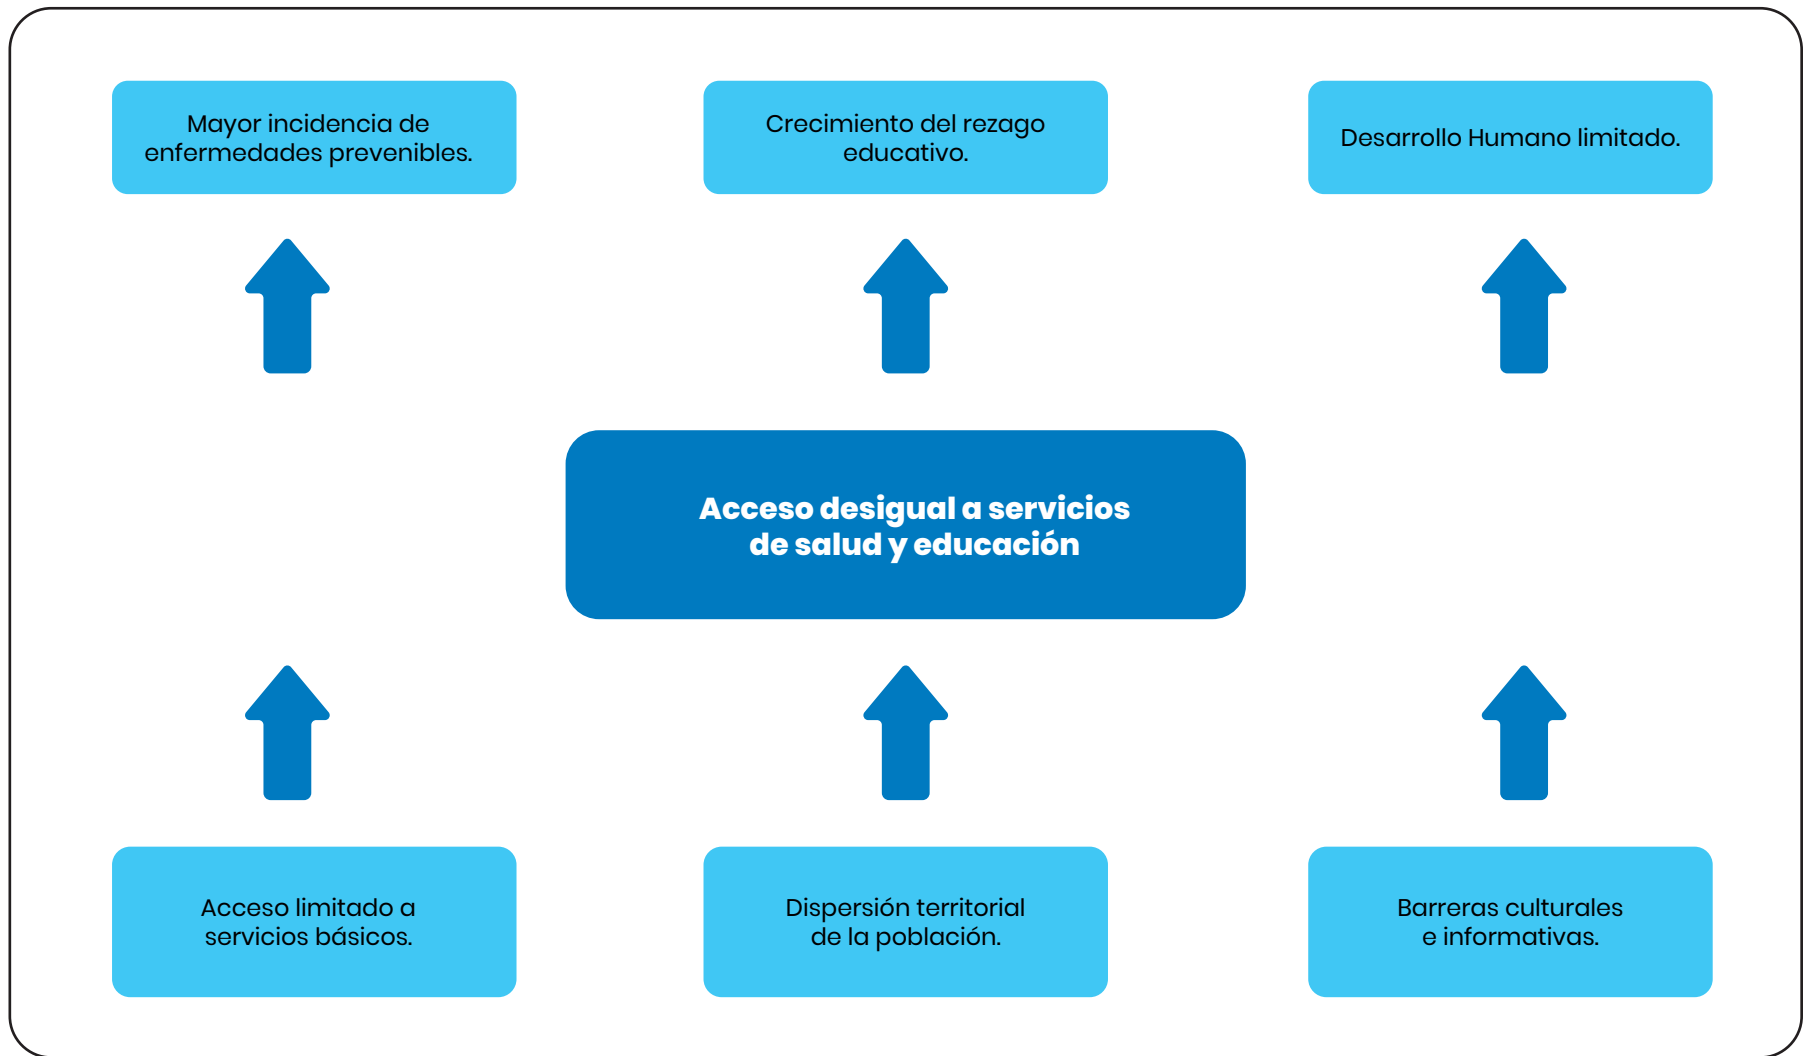 Mayor incidencia de
enfermedades prevenibles.
Crecimiento del rezago
educativo.
Desarrollo Humano limitado.
Acceso desigual a servicios
de salud y educación
Acceso limitado a
servicios básicos.
Dispersión territorial
de la población.
Barreras culturales
e informativas.